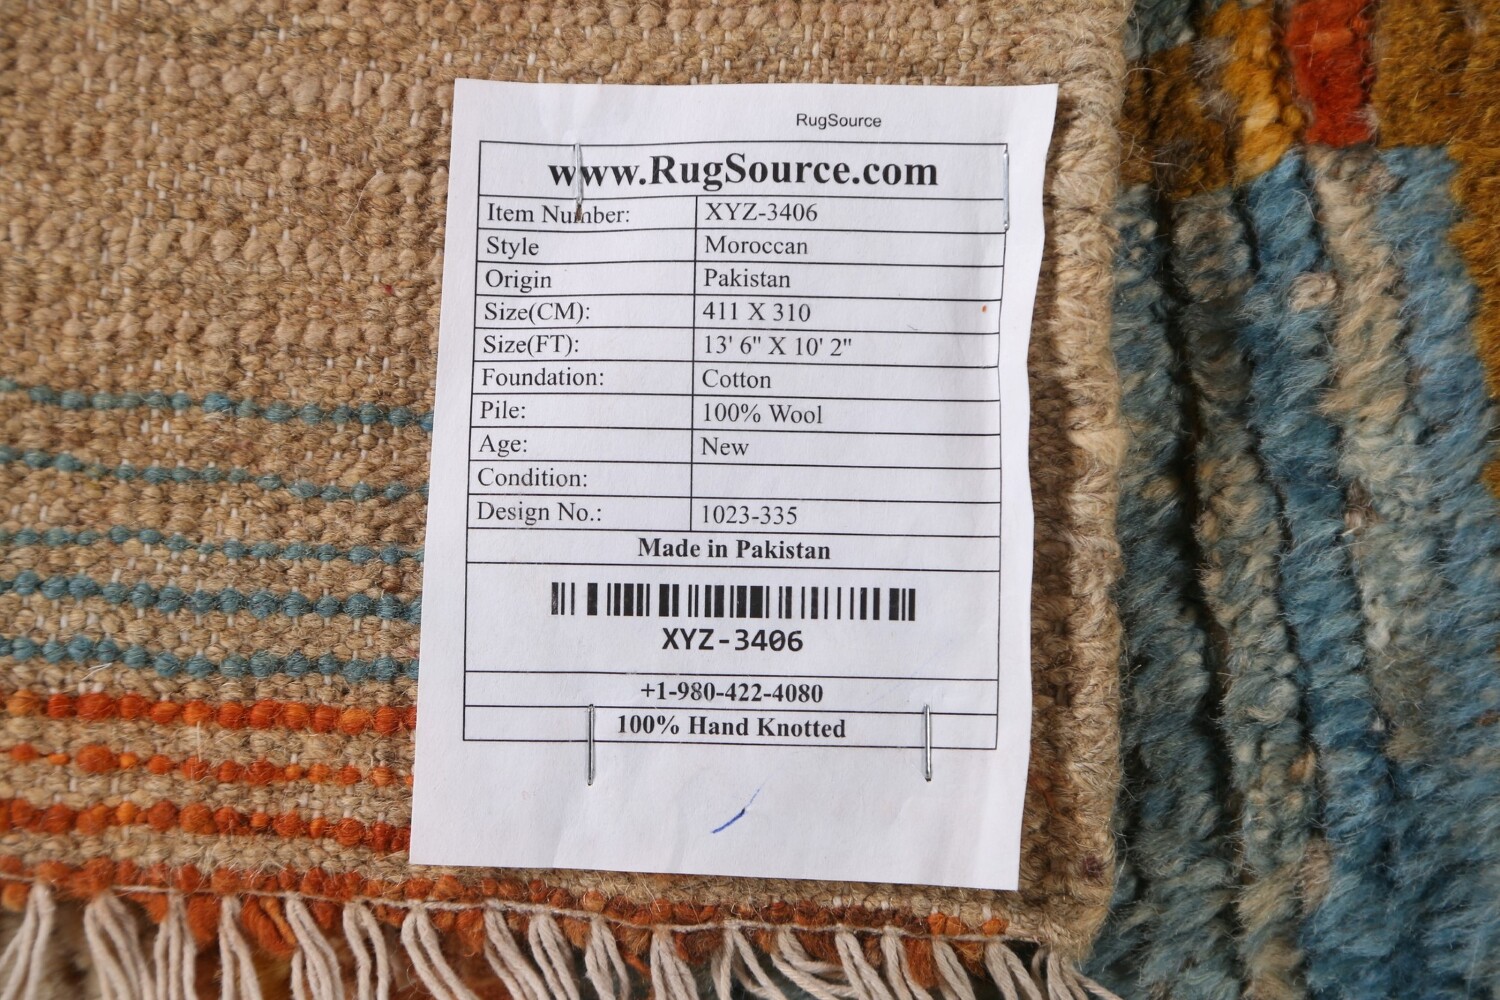 RugSource
www.RugSource.com
Item Number: XYZ-3406
Style Moroccan
Origin Pakistan
Size(CM): 411 X 310
Size(FT): 13' 6" X 10' 2"
Foundation: Cotton
Pile: 100% Wool
Age: New
Condition:
Design No.: 1023-335
Made in Pakistan
XYZ-3406
+1-980-422-4080
100% Hand Knotted